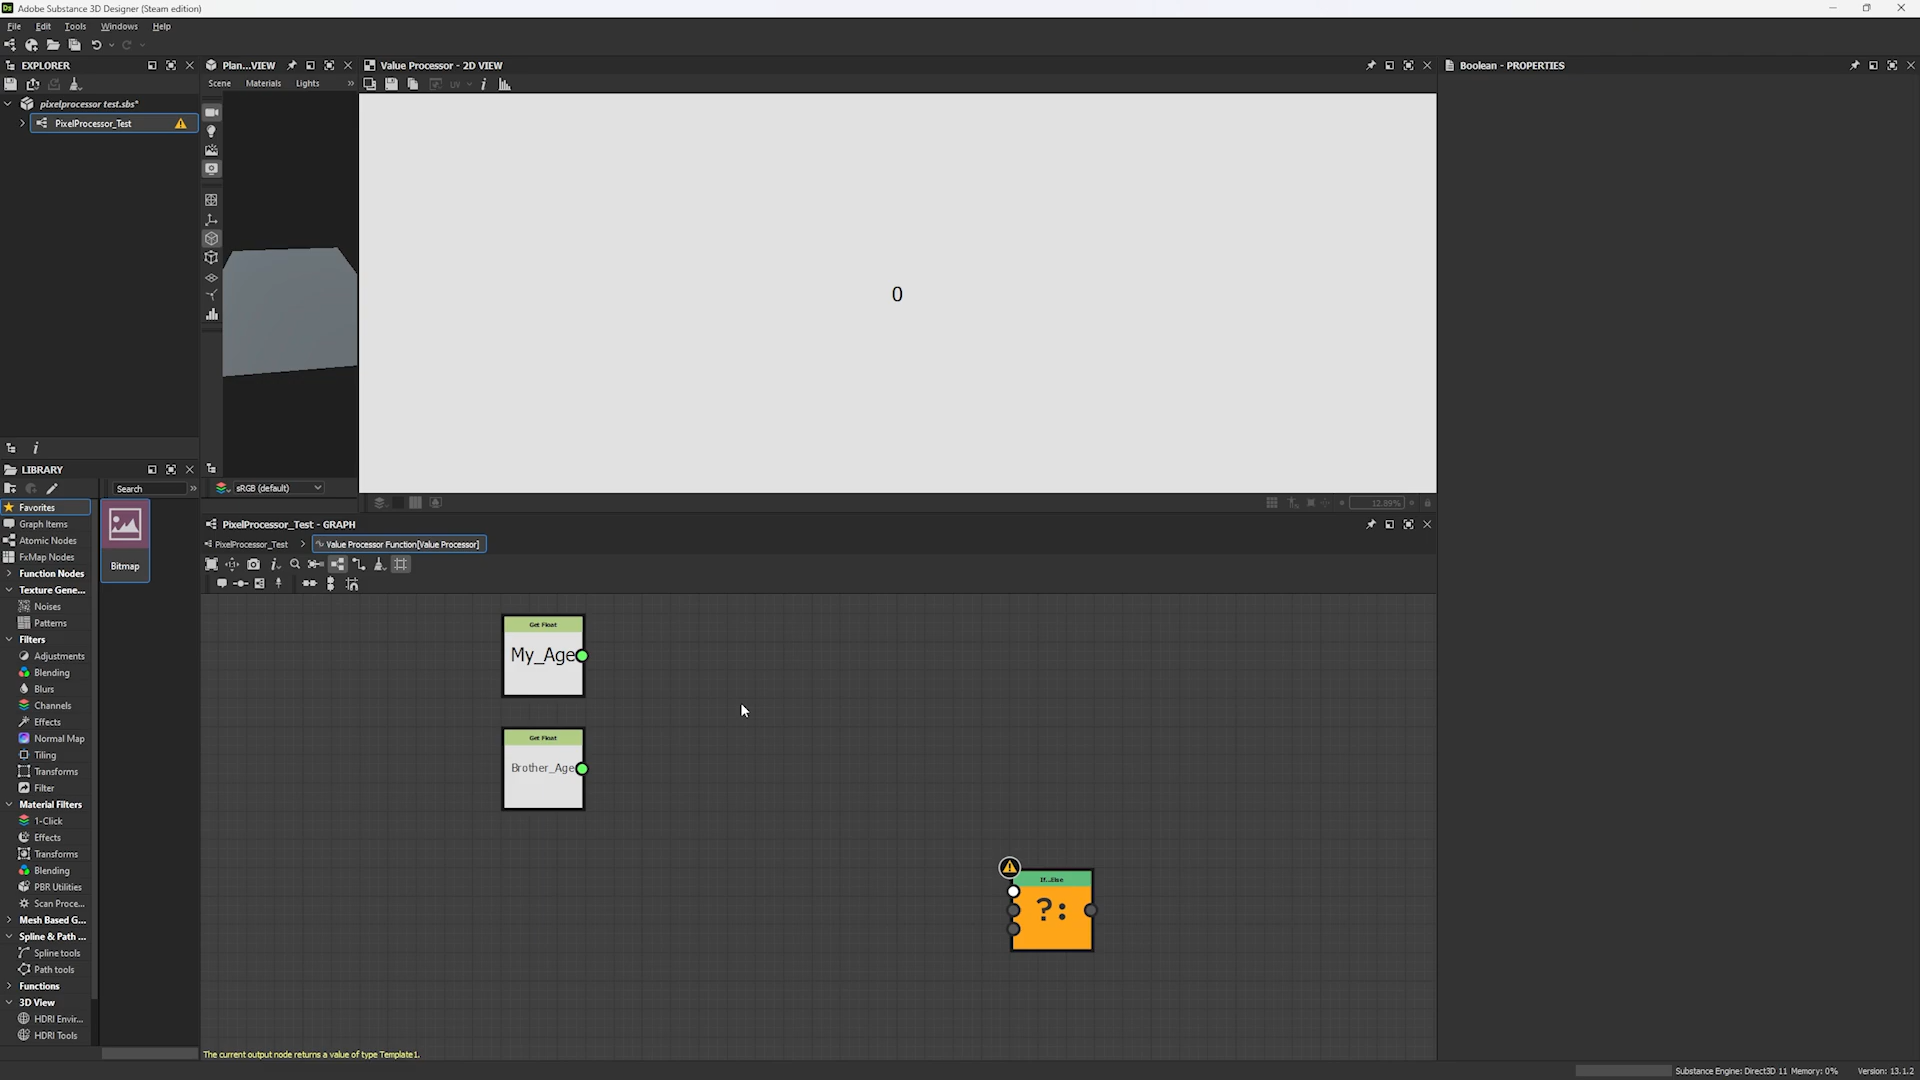 Adobe Substance 3D Designer (Steam edition)
File Edit Tools Windows Help
EXPLORER
Plan...VIEW
Value Processor - 2D VIEW
Boolean - PROPERTIES
Scene Materials Lights »
UV
pixelprocessor test.sbs*
PixelProcessor_Test
0
LIBRARY
sRGB (default)
Search »
12.89%
Favorites
Graph Items
Atomic Nodes
FxMap Nodes
Function Nodes
Texture Gene...
Noises
Patterns
Filters
Adjustments
Blending
Blurs
Channels
Effects
Normal Map
Tiling
Transforms
Filter
Material Filters
1-Click
Effects
Transforms
Blending
PBR Utilities
Scan Proce...
Mesh Based G...
Spline & Path ...
Spline tools
Path tools
Functions
3D View
HDRI Envir...
HDRI Tools
Bitmap
PixelProcessor_Test - GRAPH
PixelProcessor_Test > Value Processor Function[Value Processor]
Get Float
My_Age
Get Float
Brother_Age
If...Else
?:
The current output node returns a value of type Template1.
Substance Engine: Direct3D 11 Memory: 0% Version: 13.1.2